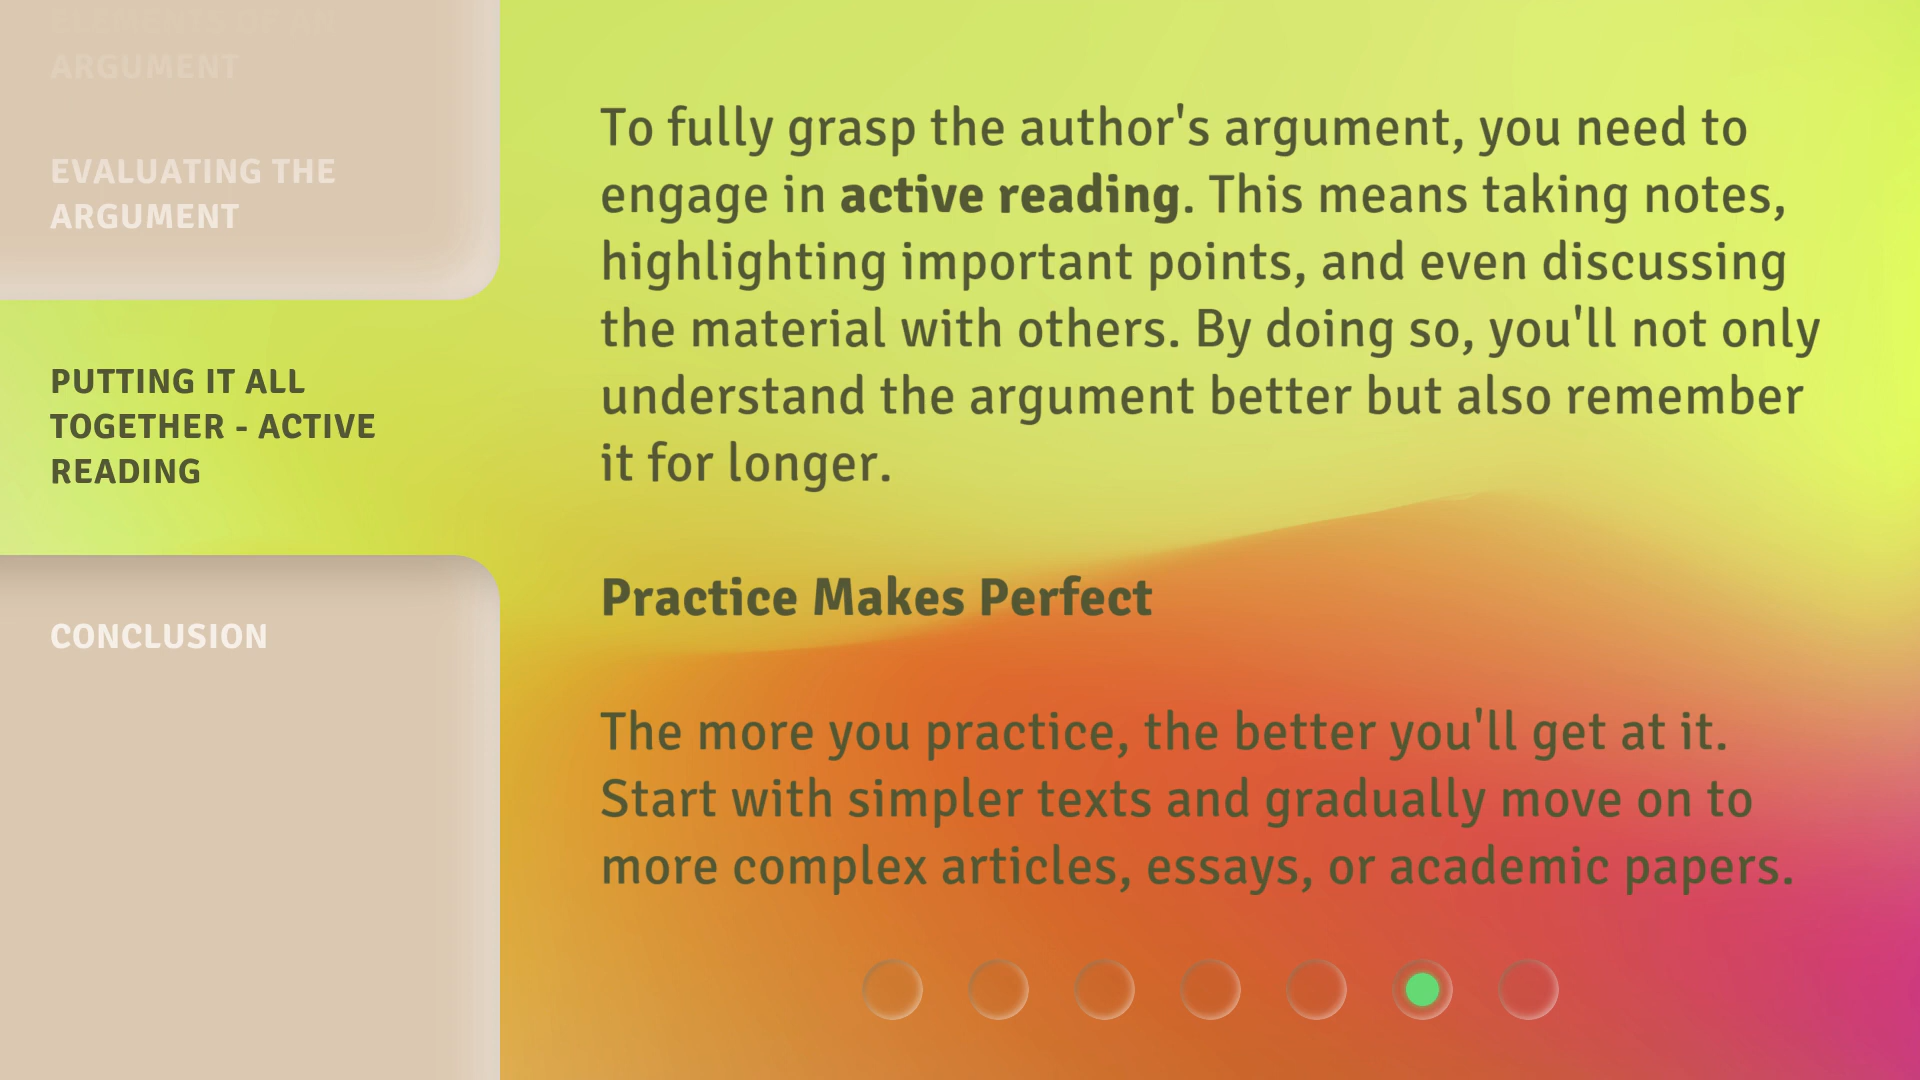 ELEMENTS OF AN
ARGUMENT
EVALUATING THE
ARGUMENT
PUTTING IT ALL
TOGETHER - ACTIVE
READING
CONCLUSION
To fully grasp the author's argument, you need to
engage in active reading. This means taking notes,
highlighting important points, and even discussing
the material with others. By doing so, you'll not only
understand the argument better but also remember
it for longer.
Practice Makes Perfect
The more you practice, the better you'll get at it.
Start with simpler texts and gradually move on to
more complex articles, essays, or academic papers.